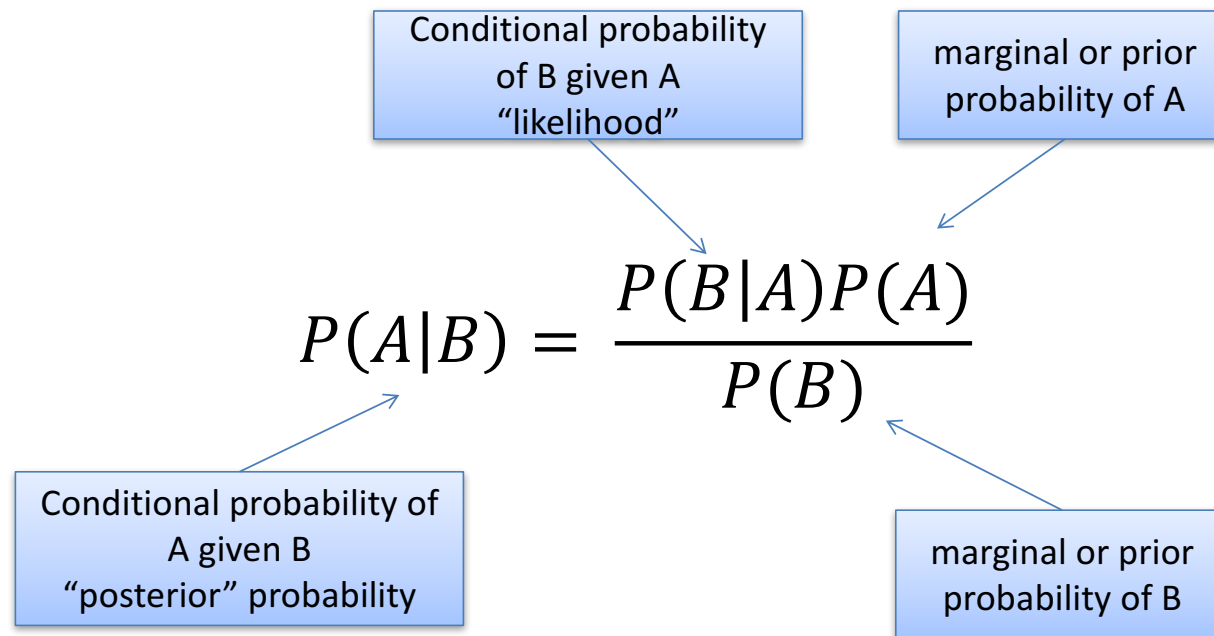 Conditional probability
of B given A
“likelihood”
marginal or prior
probability of A
P(A|B) = P(B|A)P(A)
P(B)
Conditional probability of
A given B
“posterior” probability
marginal or prior
probability of B